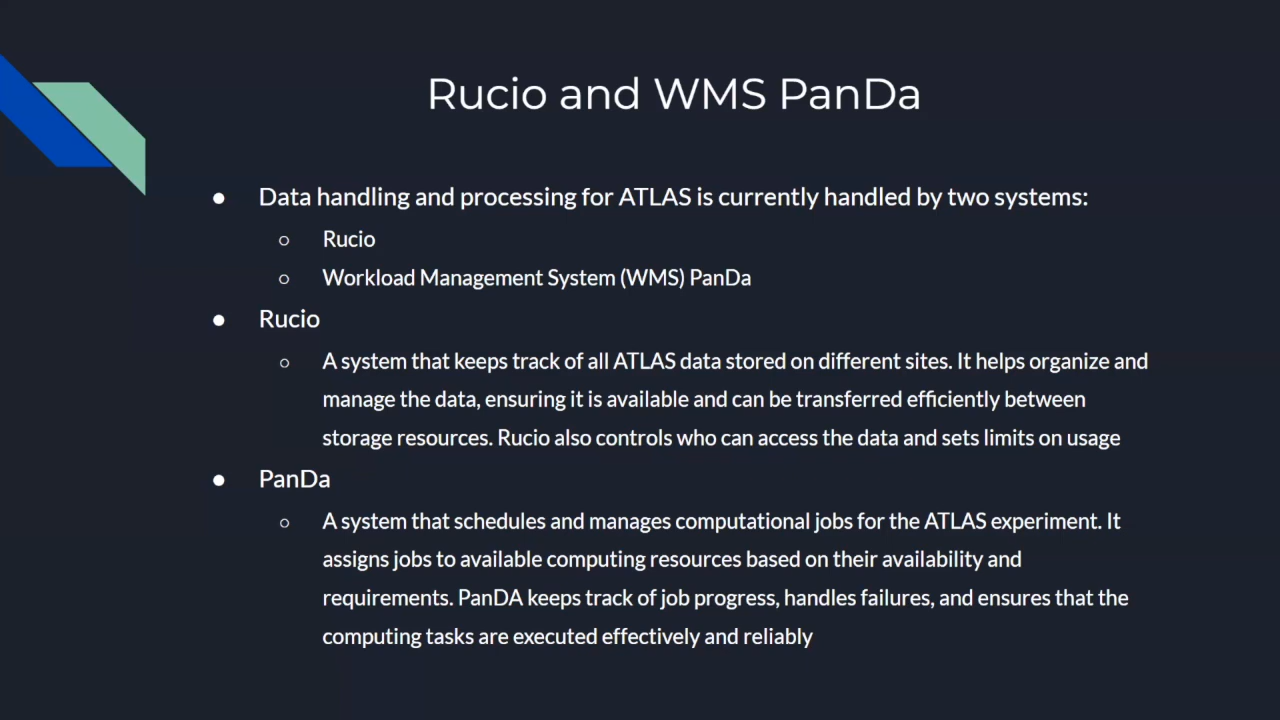 Rucio and WMS PanDa
● Data handling and processing for ATLAS is currently handled by two systems:
○ Rucio
○ Workload Management System (WMS) PanDa
● Rucio
○ A system that keeps track of all ATLAS data stored on different sites. It helps organize and
manage the data, ensuring it is available and can be transferred efficiently between
storage resources. Rucio also controls who can access the data and sets limits on usage
● PanDa
○ A system that schedules and manages computational jobs for the ATLAS experiment. It
assigns jobs to available computing resources based on their availability and
requirements. PanDA keeps track of job progress, handles failures, and ensures that the
computing tasks are executed effectively and reliably